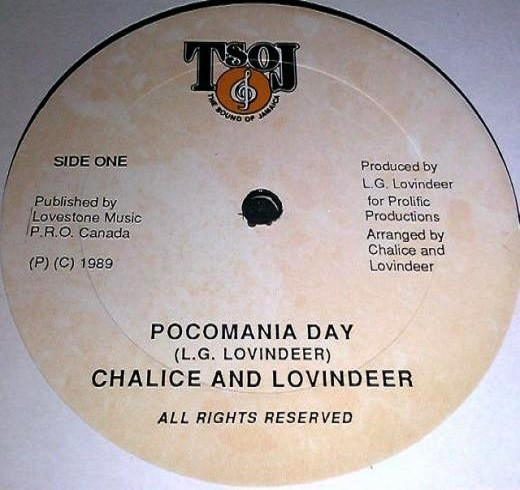 TSOJ
THE SOUND OF JAMAICA
SIDE ONE
Published by
Lovestone Music
P.R.O. Canada
(P) (C) 1989
Produced by
L.G. Lovindeer
for Prolific
Productions
Arranged by
Chalice and
Lovindeer
POCOMANIA DAY
(L.G. LOVINDEER)
CHALICE AND LOVINDEER
ALL RIGHTS RESERVED